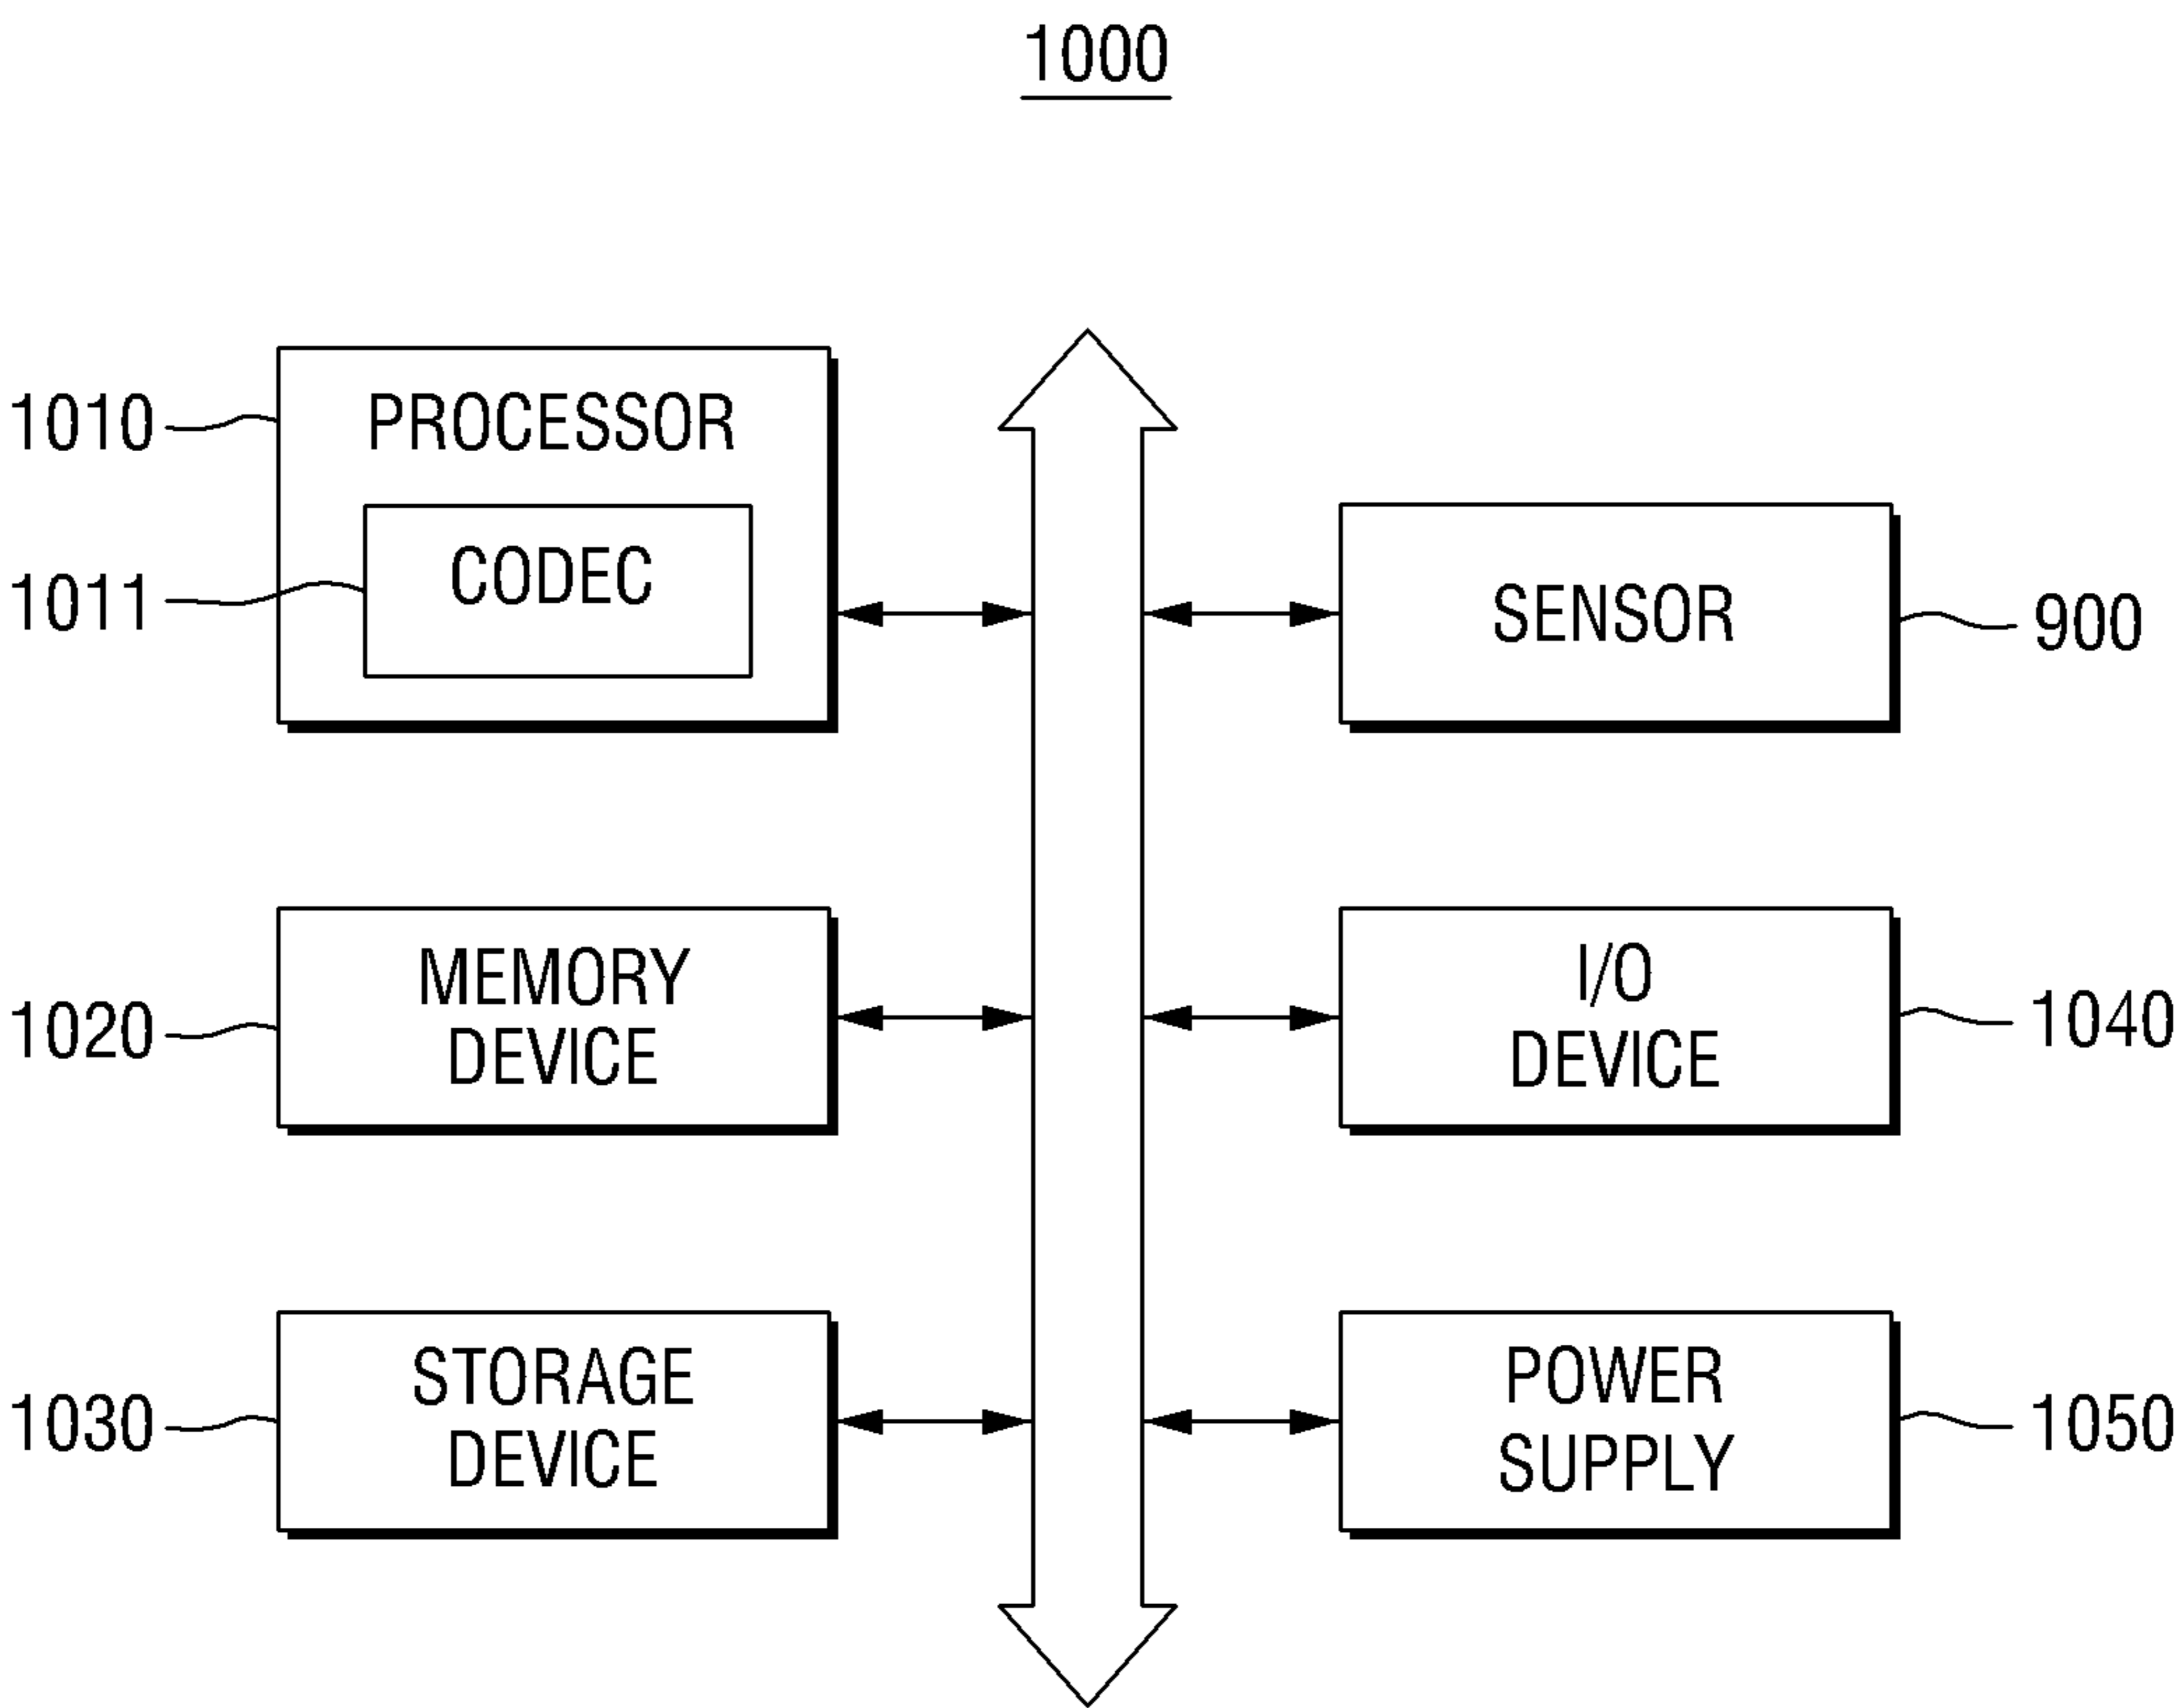 1000
1010
PROCESSOR
1011
CODEC
SENSOR
900
1020
MEMORY
DEVICE
I/O
DEVICE
1040
1030
STORAGE
DEVICE
POWER
SUPPLY
1050